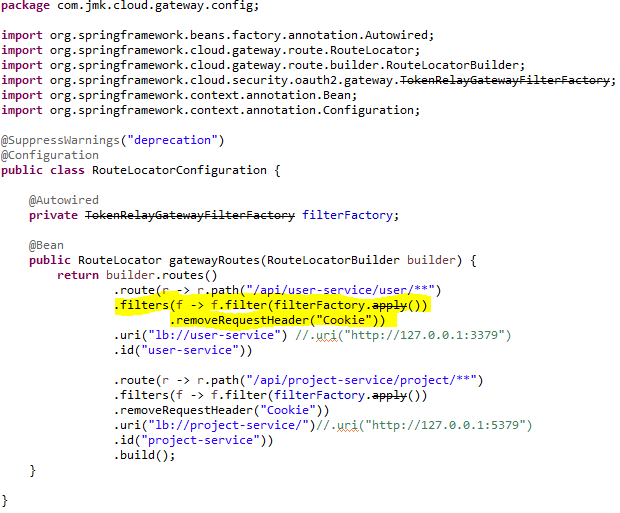 package com.jmk.cloud.gateway.config;

import org.springframework.beans.factory.annotation.Autowired;
import org.springframework.cloud.gateway.route.RouteLocator;
import org.springframework.cloud.gateway.route.builder.RouteLocatorBuilder;
import org.springframework.cloud.security.oauth2.gateway.TokenRelayGatewayFilterFactory;
import org.springframework.context.annotation.Bean;
import org.springframework.context.annotation.Configuration;

@SuppressWarnings("deprecation")
@Configuration
public class RouteLocatorConfiguration {

    @Autowired
    private TokenRelayGatewayFilterFactory filterFactory;

    @Bean
    public RouteLocator gatewayRoutes(RouteLocatorBuilder builder) {
        return builder.routes()
                .route(r -> r.path("/api/user-service/user/**")
                .filters(f -> f.filter(filterFactory.apply())
                        .removeRequestHeader("Cookie"))
                .uri("lb://user-service") //.uri("http://127.0.0.1:3379")
                .id("user-service"))

                .route(r -> r.path("/api/project-service/project/**")
                .filters(f -> f.filter(filterFactory.apply())
                .removeRequestHeader("Cookie"))
                .uri("lb://project-service/")//.uri("http://127.0.0.1:5379")
                .id("project-service"))
                .build();
    }

}